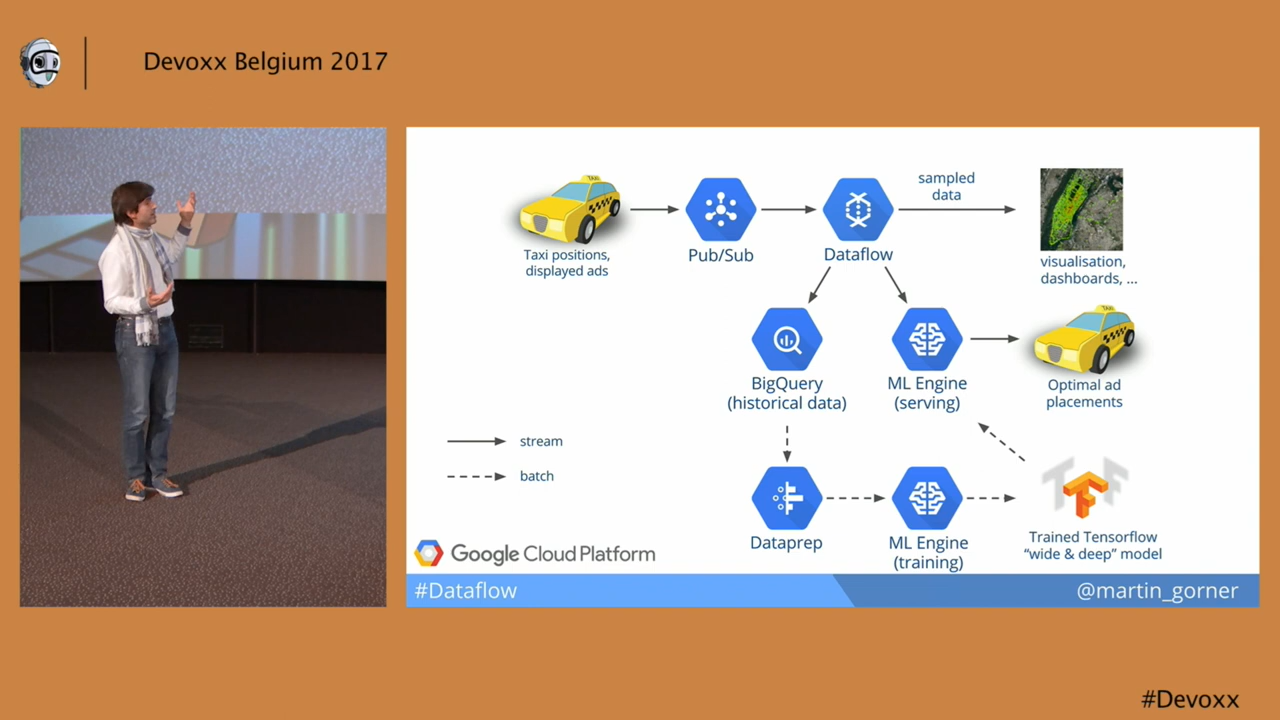 Devoxx Belgium 2017
TAXI
Taxi positions,
displayed ads
Pub/Sub
Dataflow
sampled
data
visualisation,
dashboards, ...
BigQuery
(historical data)
ML Engine
(serving)
TAXI
Optimal ad
placements
stream
batch
Dataprep
ML Engine
(training)
Trained Tensorflow
“wide & deep” model
Google Cloud Platform
#Dataflow
@martin_gorner
#Devoxx